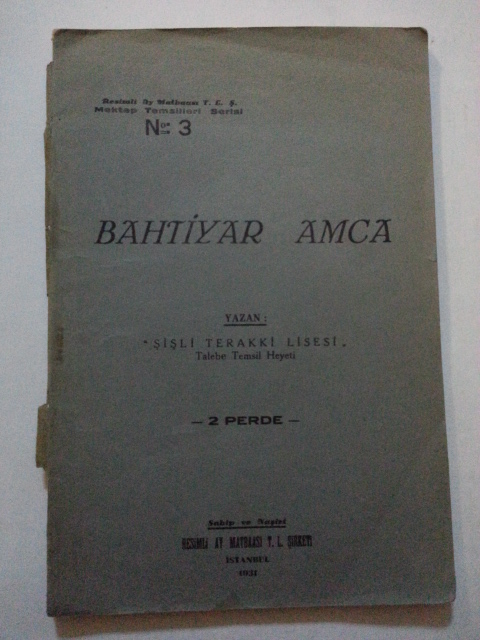 Resimli Ay Matbaası T. L. Ş.
Mektep Temsilleri Serisi
No 3
BAHTİYAR AMCA
YAZAN :
" ŞİŞLİ TERAKKİ LİSESİ "
Talebe Temsil Heyeti
— 2 PERDE —
Sahip ve Naşiri
RESİMLİ AY MATBAASI T. L. ŞİRKETİ
İSTANBUL